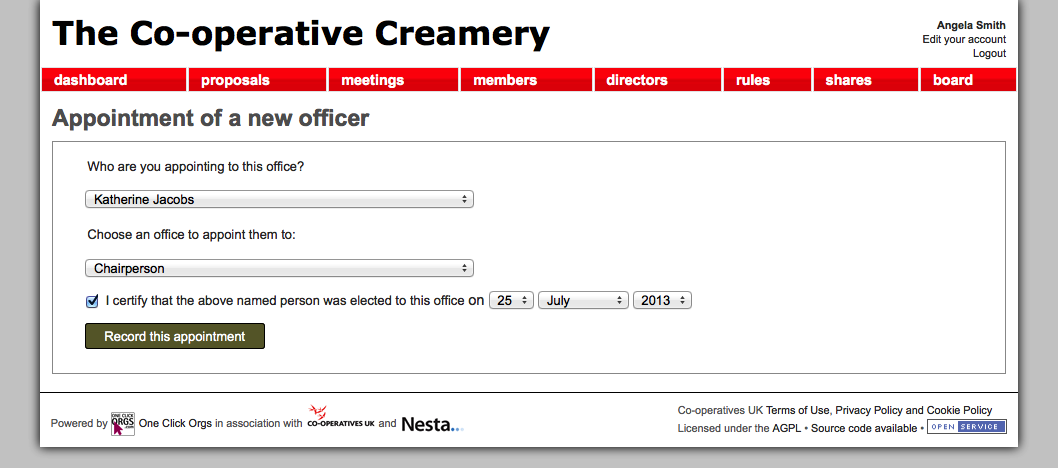 The Co-operative Creamery
Angela Smith
Edit your account
Logout
dashboard proposals meetings members directors rules shares board
Appointment of a new officer
Who are you appointing to this office?
Katherine Jacobs
Choose an office to appoint them to:
Chairperson
I certify that the above named person was elected to this office on 25 July 2013
Record this appointment
Powered by ONE CLICK ORGS .com One Click Orgs in association with CO-OPERATIVES UK and Nesta...
Co-operatives UK Terms of Use, Privacy Policy and Cookie Policy
Licensed under the AGPL • Source code available • OPEN SERVICE